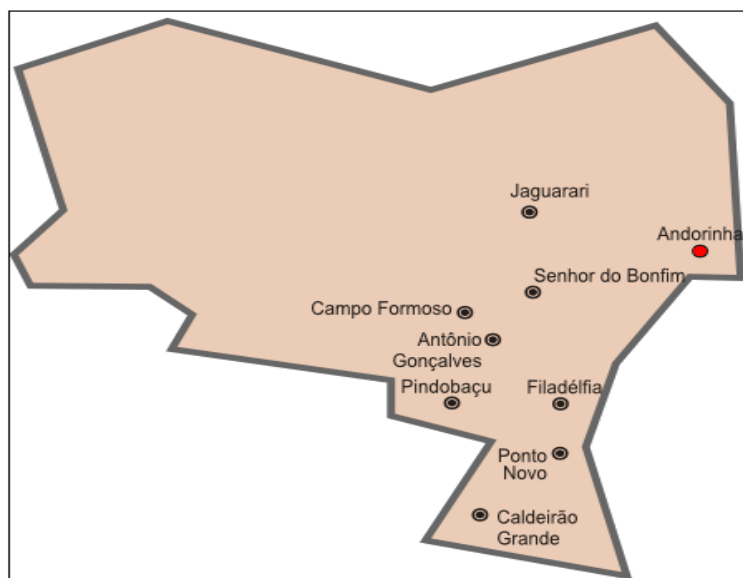 Jaguarari
Andorinha
Senhor do Bonfim
Campo Formoso
Antônio
Gonçalves
Pindobaçu
Filadélfia
Ponto
Novo
Caldeirão
Grande